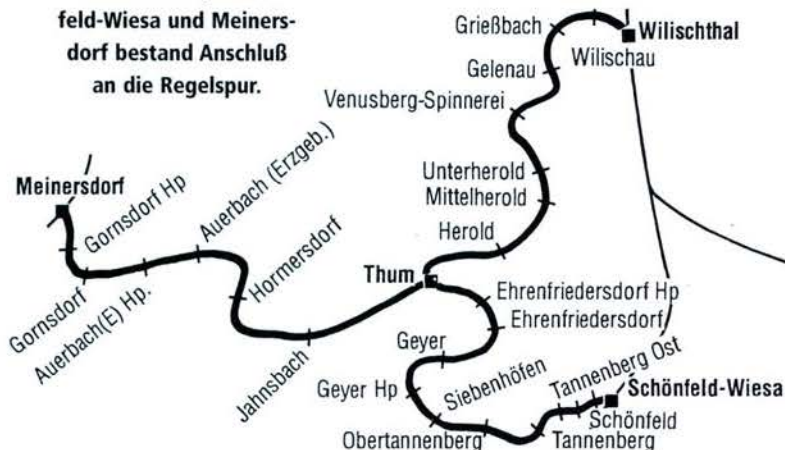 feld-Wiesa und Meiners-
dorf bestand Anschluß
an die Regelspur.
Grießbach
Wilischthal
Wilischau
Gelenau
Venusberg-Spinnerei
Unterherold
Mittelherold
Herold
Thum
Meinersdorf
Gornsdorf Hp
Gornsdorf
Auerbach(E) Hp.
Auerbach (Erzgeb.)
Hormersdorf
Jahnsbach
Ehrenfriedersdorf Hp
Ehrenfriedersdorf
Geyer
Geyer Hp
Siebenhöfen
Obertannenberg
Tannenberg
Tannenberg Ost
Schönfeld
Schönfeld-Wiesa